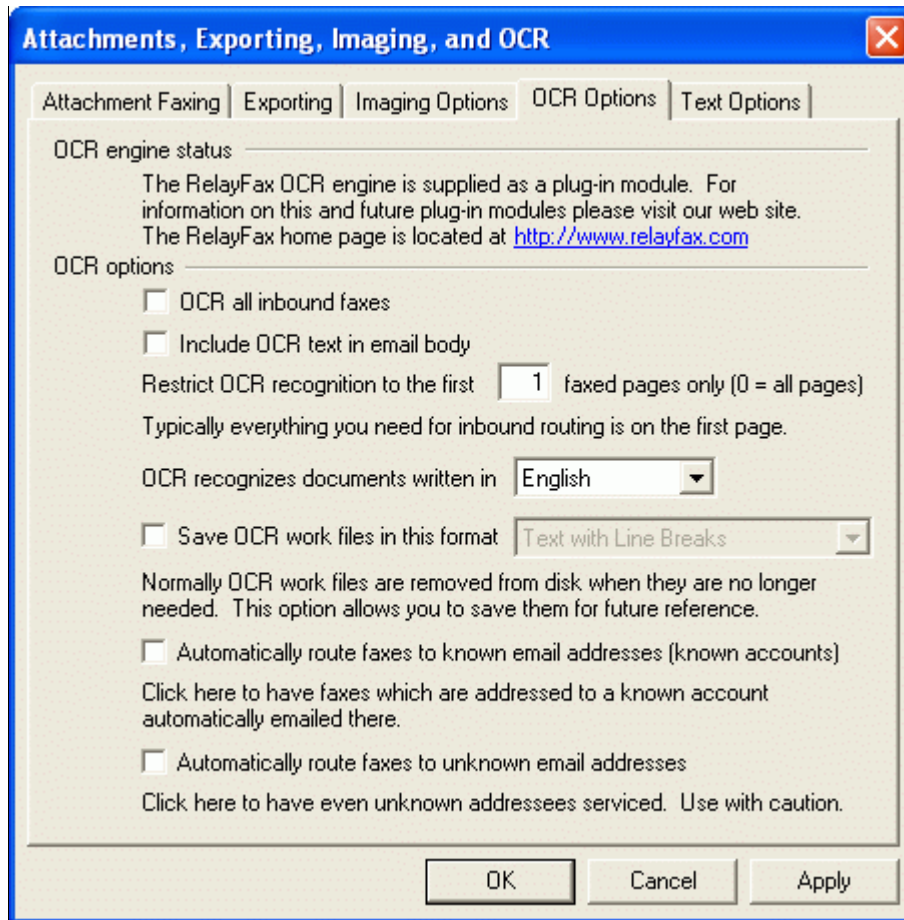 Attachments, Exporting, Imaging, and OCR
Attachment Faxing Exporting Imaging Options OCR Options Text Options
OCR engine status
The RelayFax OCR engine is supplied as a plug-in module. For
information on this and future plug-in modules please visit our web site.
The RelayFax home page is located at http://www.relayfax.com
OCR options
OCR all inbound faxes
Include OCR text in email body
Restrict OCR recognition to the first 1 faxed pages only (0 = all pages)
Typically everything you need for inbound routing is on the first page.
OCR recognizes documents written in English
Save OCR work files in this format Text with Line Breaks
Normally OCR work files are removed from disk when they are no longer
needed. This option allows you to save them for future reference.
Automatically route faxes to known email addresses (known accounts)
Click here to have faxes which are addressed to a known account
automatically emailed there.
Automatically route faxes to unknown email addresses
Click here to have even unknown addressees serviced. Use with caution.
OK Cancel Apply